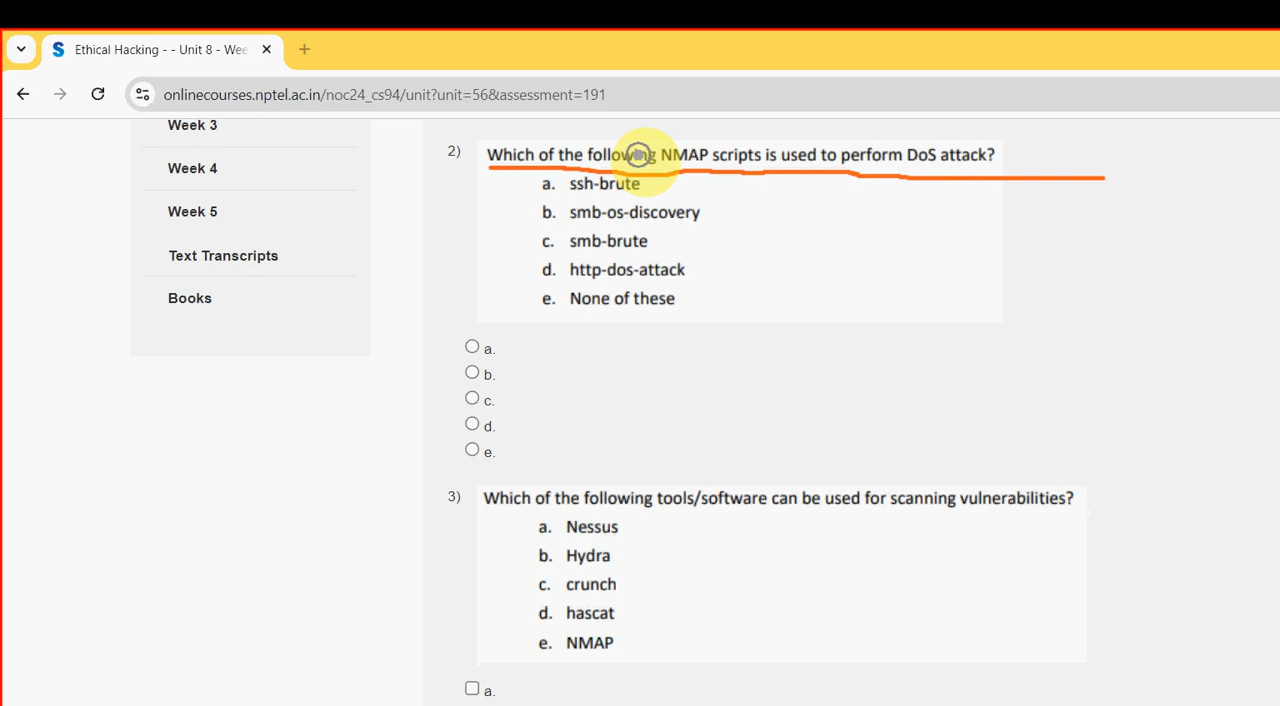 Ethical Hacking - - Unit 8 - Wee
onlinecourses.nptel.ac.in/noc24_cs94/unit?unit=56&assessment=191
Week 3
Week 4
Week 5
Text Transcripts
Books
2) Which of the following NMAP scripts is used to perform DoS attack?
a. ssh-brute
b. smb-os-discovery
c. smb-brute
d. http-dos-attack
e. None of these
a.
b.
c.
d.
e.
3) Which of the following tools/software can be used for scanning vulnerabilities?
a. Nessus
b. Hydra
c. crunch
d. hascat
e. NMAP
a.